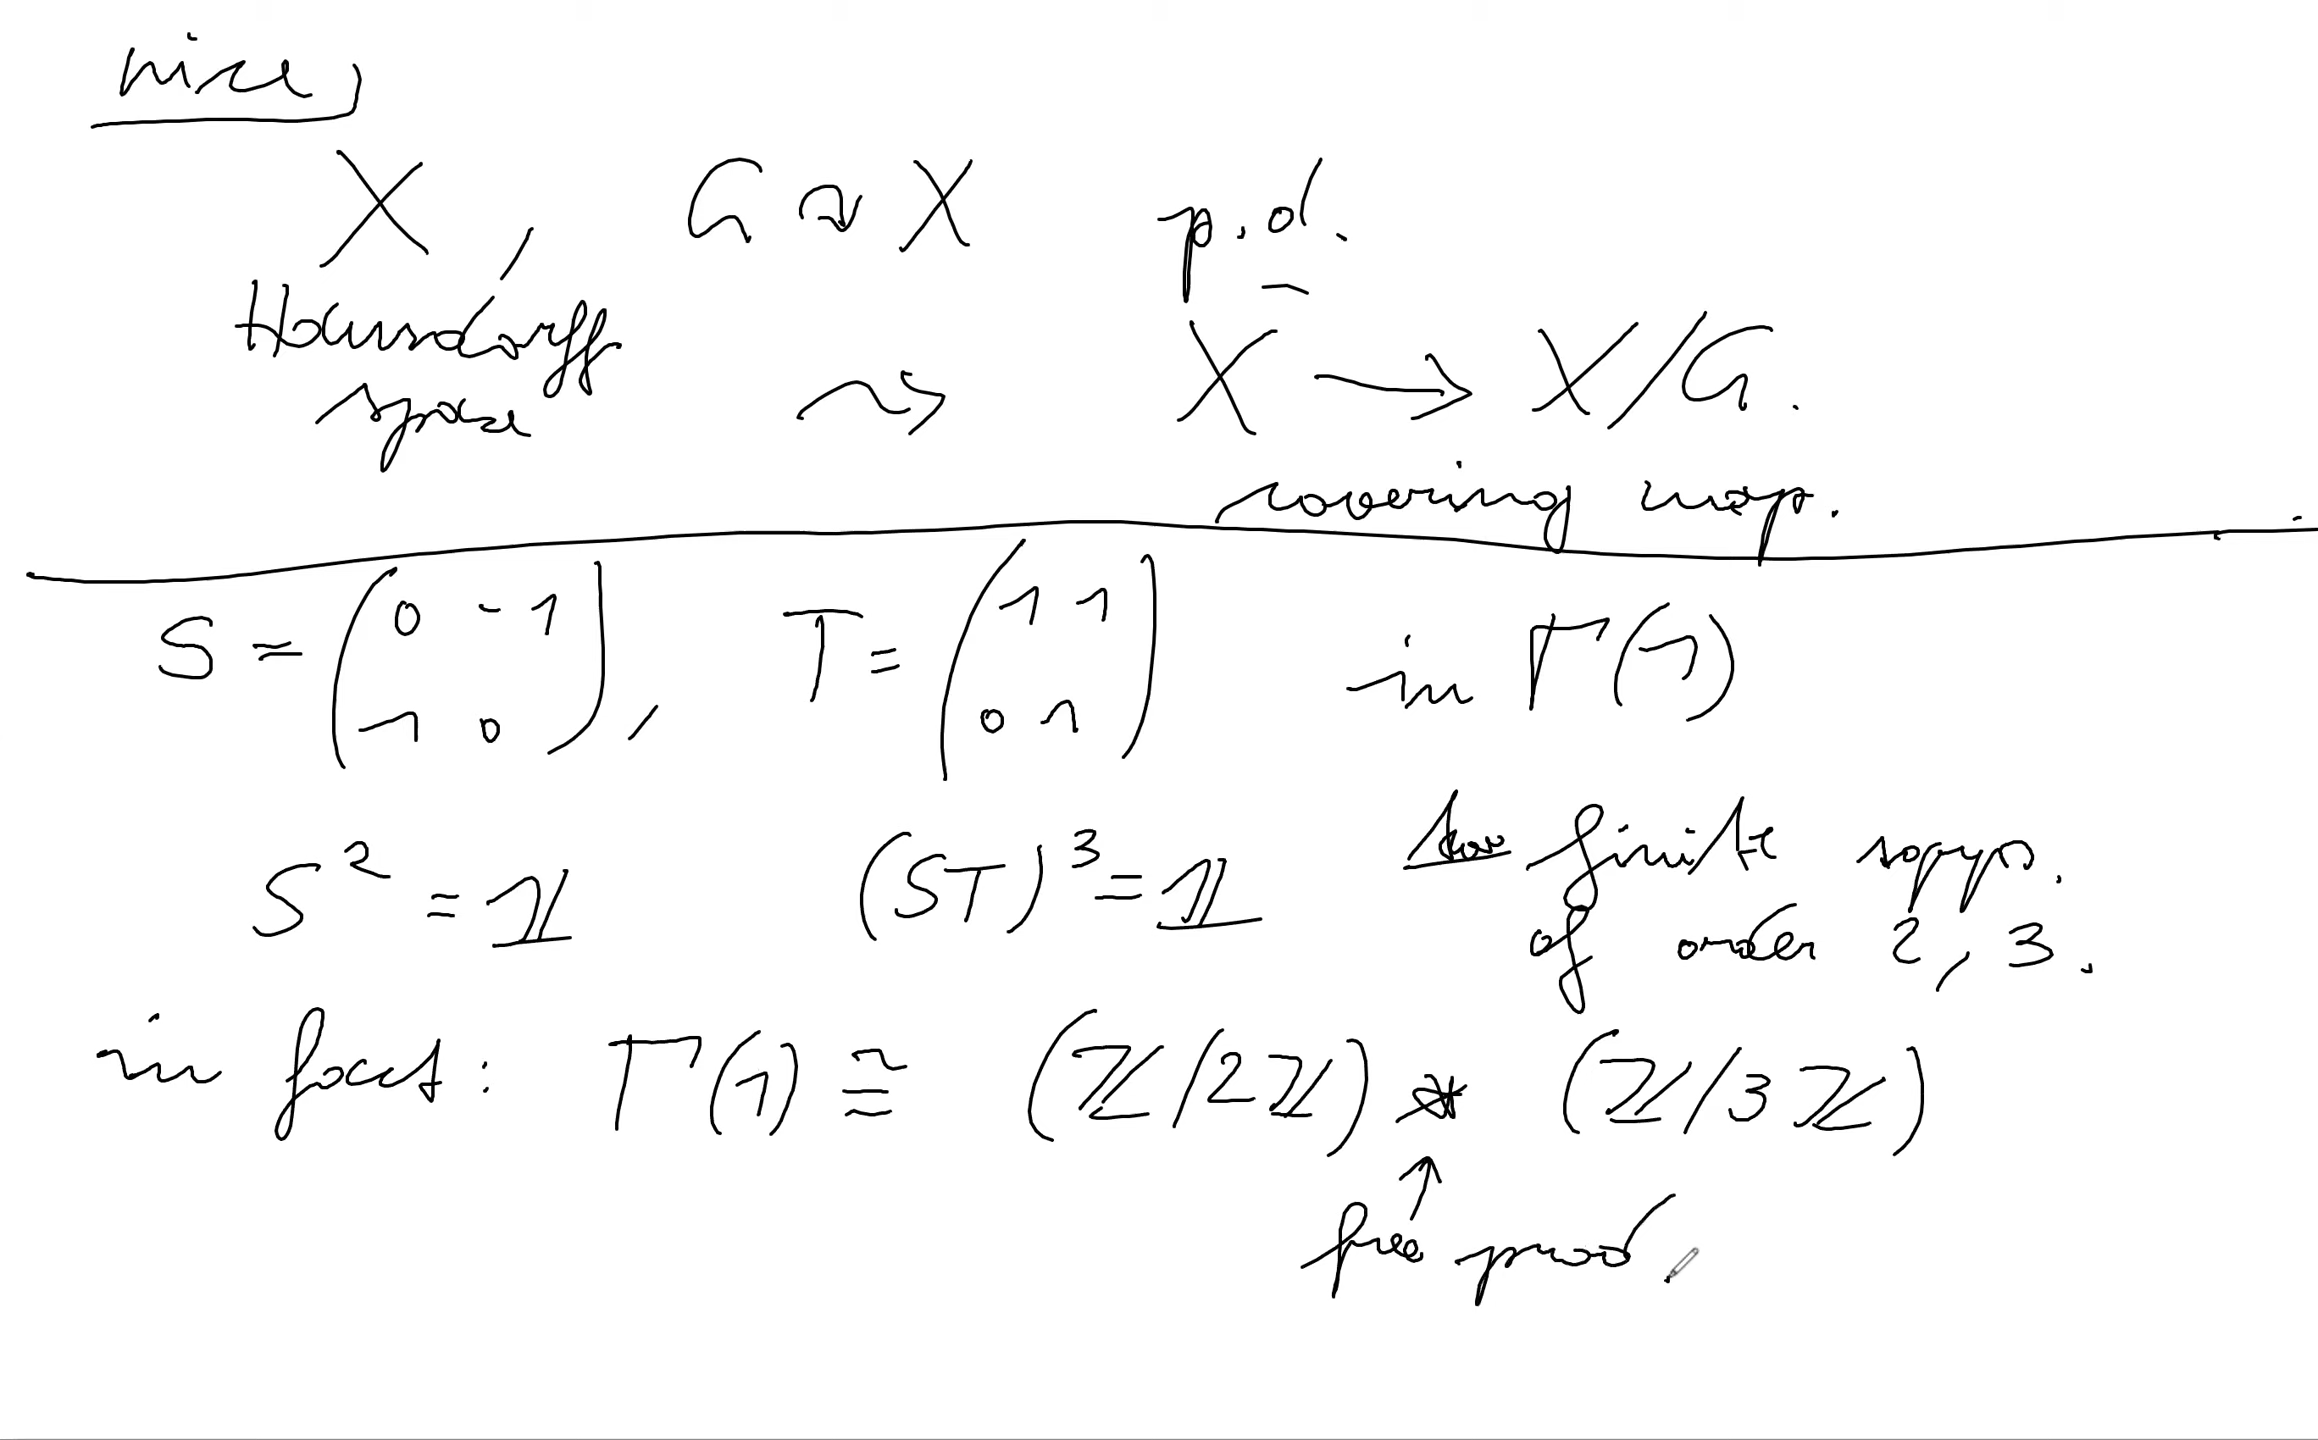 nice,
X, G ↷ X p.d.
Hausdorff
space ⇝ X → X/G.
covering map.
S = (0 -1; 1 0), T = (1 1; 0 1) in Γ(1)
S² = 𝟙 (ST)³ = 𝟙 finite sgps.
of order 2, 3.
in fact: Γ(1) ≅ (ℤ/2ℤ) * (ℤ/3ℤ)
↑
free prod.